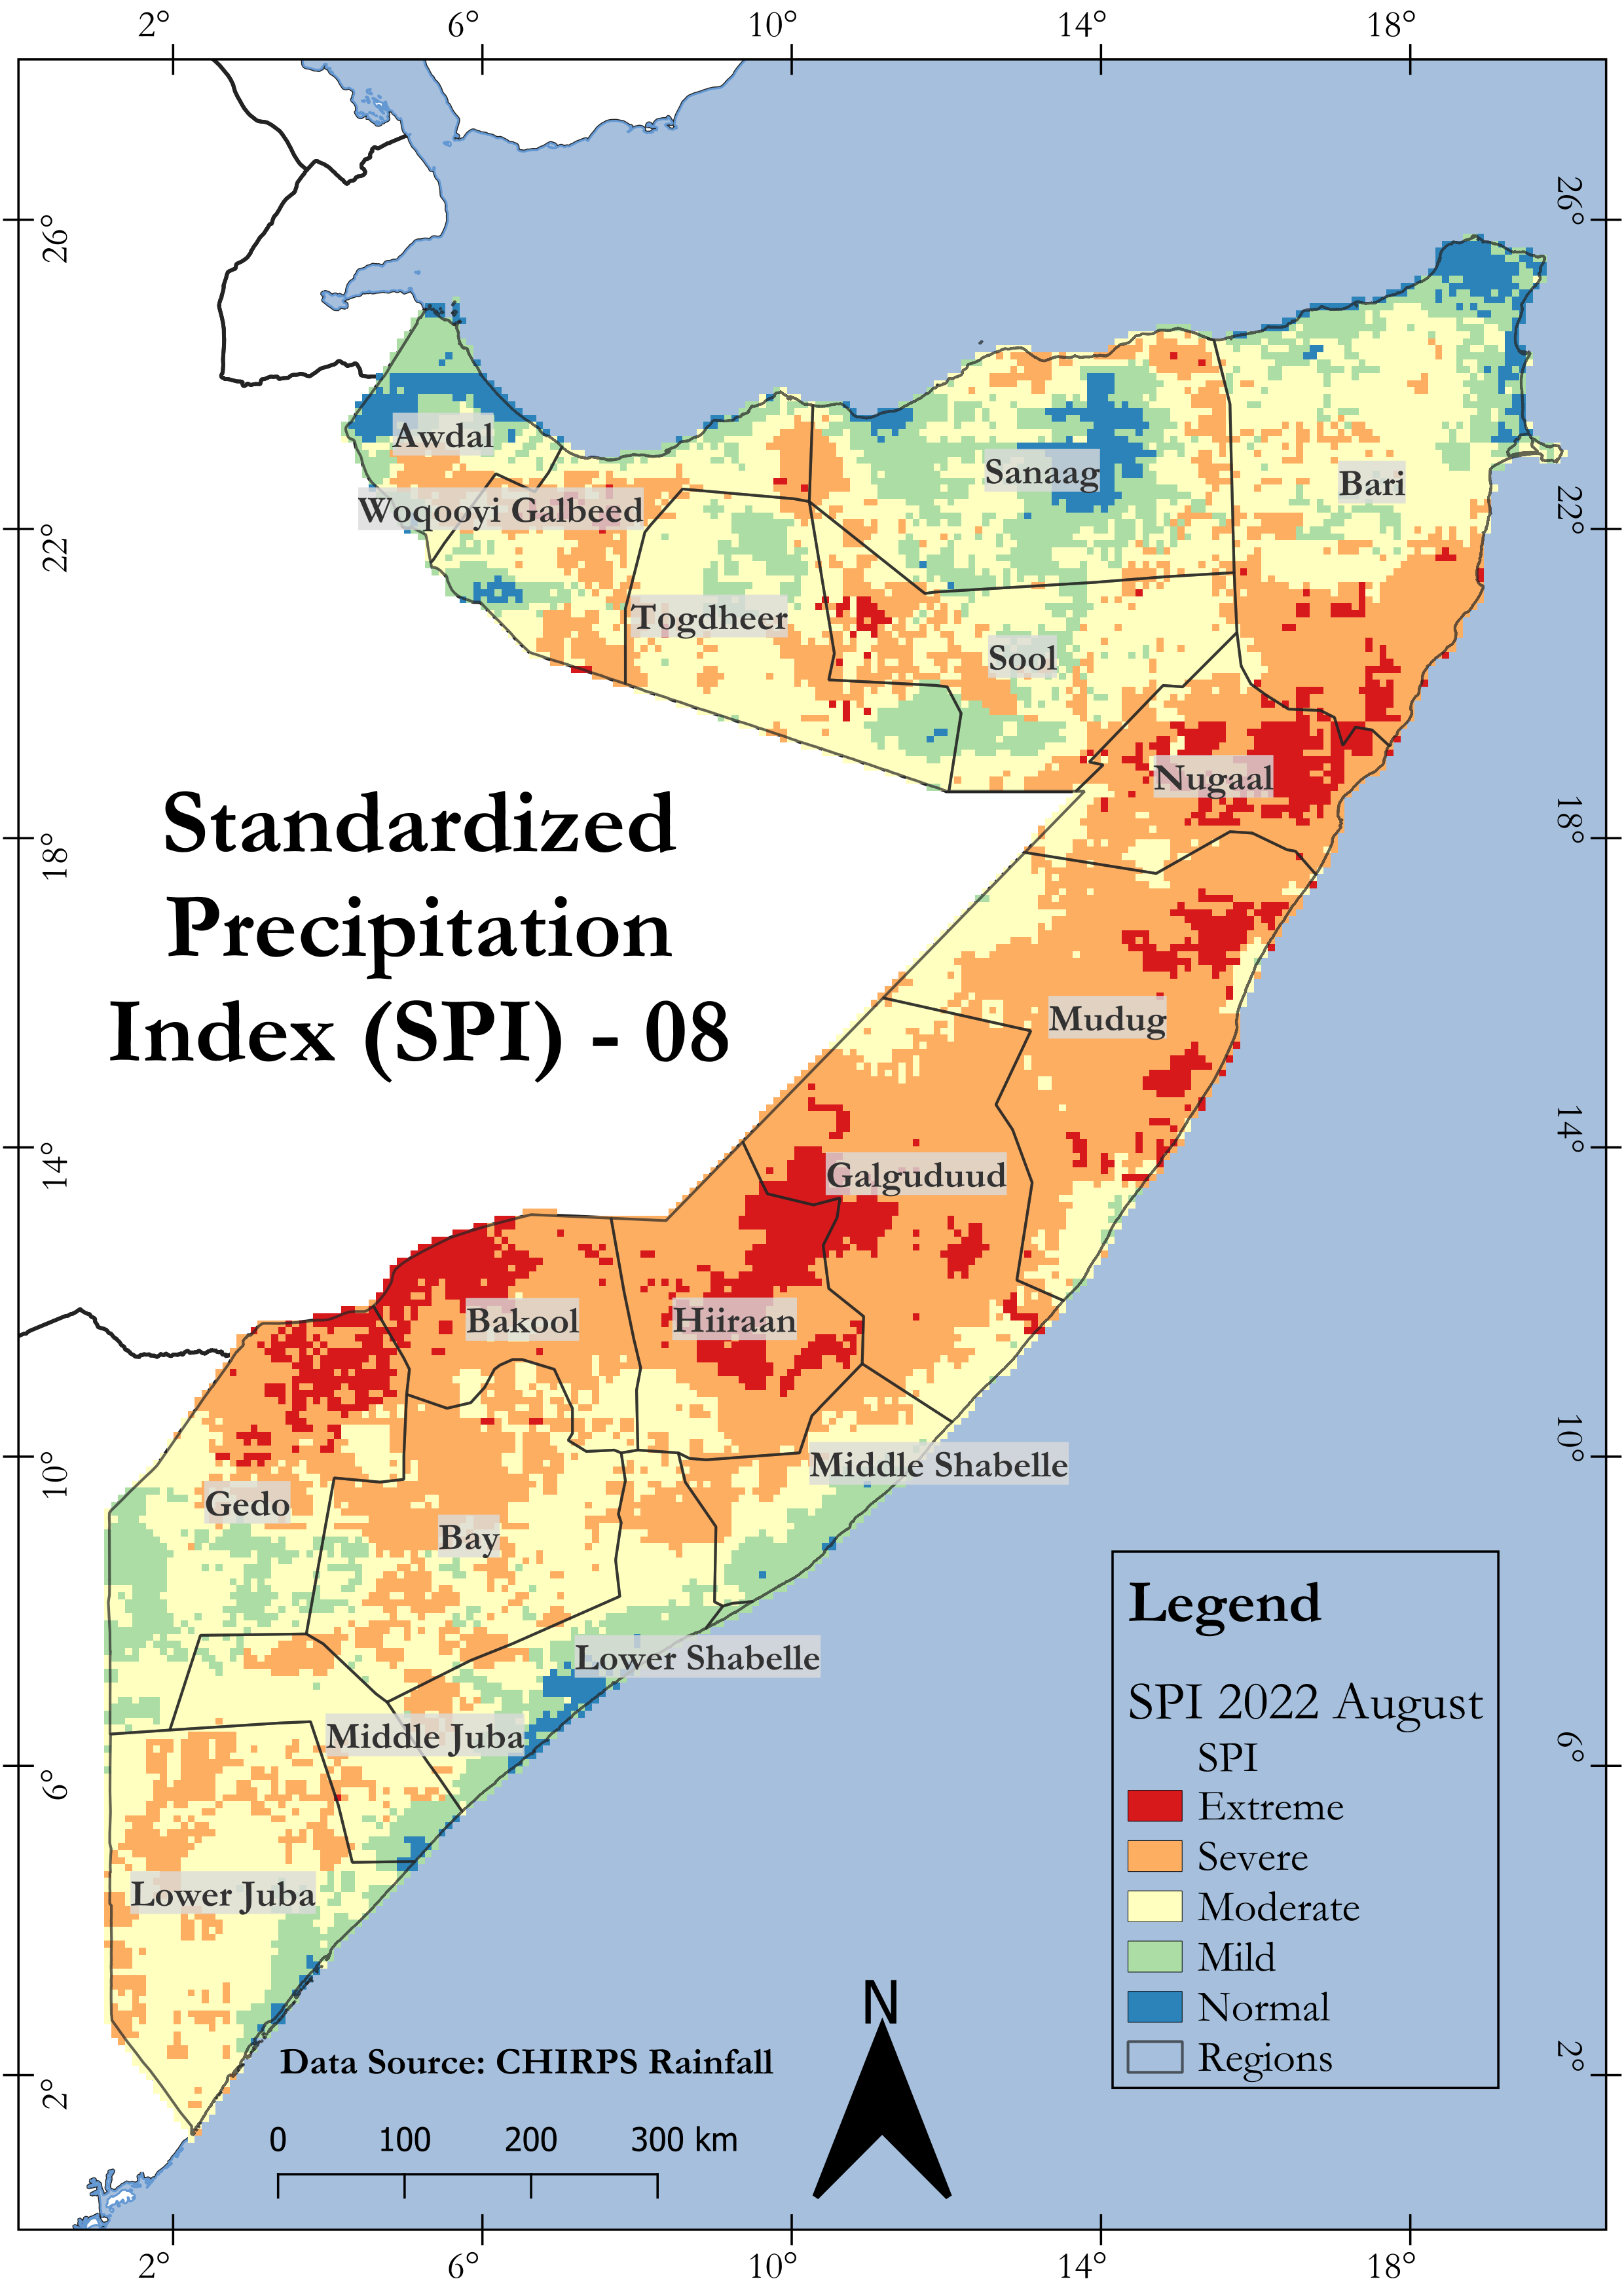 2° 6° 10° 14° 18°
26° 26°
Awdal
Sanaag
Bari
Woqooyi Galbeed
22° 22°
Togdheer
Sool
Nugaal
Standardized
Precipitation
Index (SPI) - 08
18° 18°
Mudug
14° 14°
Galguduud
Bakool
Hiiraan
10° 10°
Middle Shabelle
Gedo
Bay
Lower Shabelle
Middle Juba
6° 6°
Lower Juba
Legend
SPI 2022 August
SPI
Extreme
Severe
Moderate
Mild
Normal
Regions
N
Data Source: CHIRPS Rainfall
2° 2°
0 100 200 300 km
2° 6° 10° 14° 18°